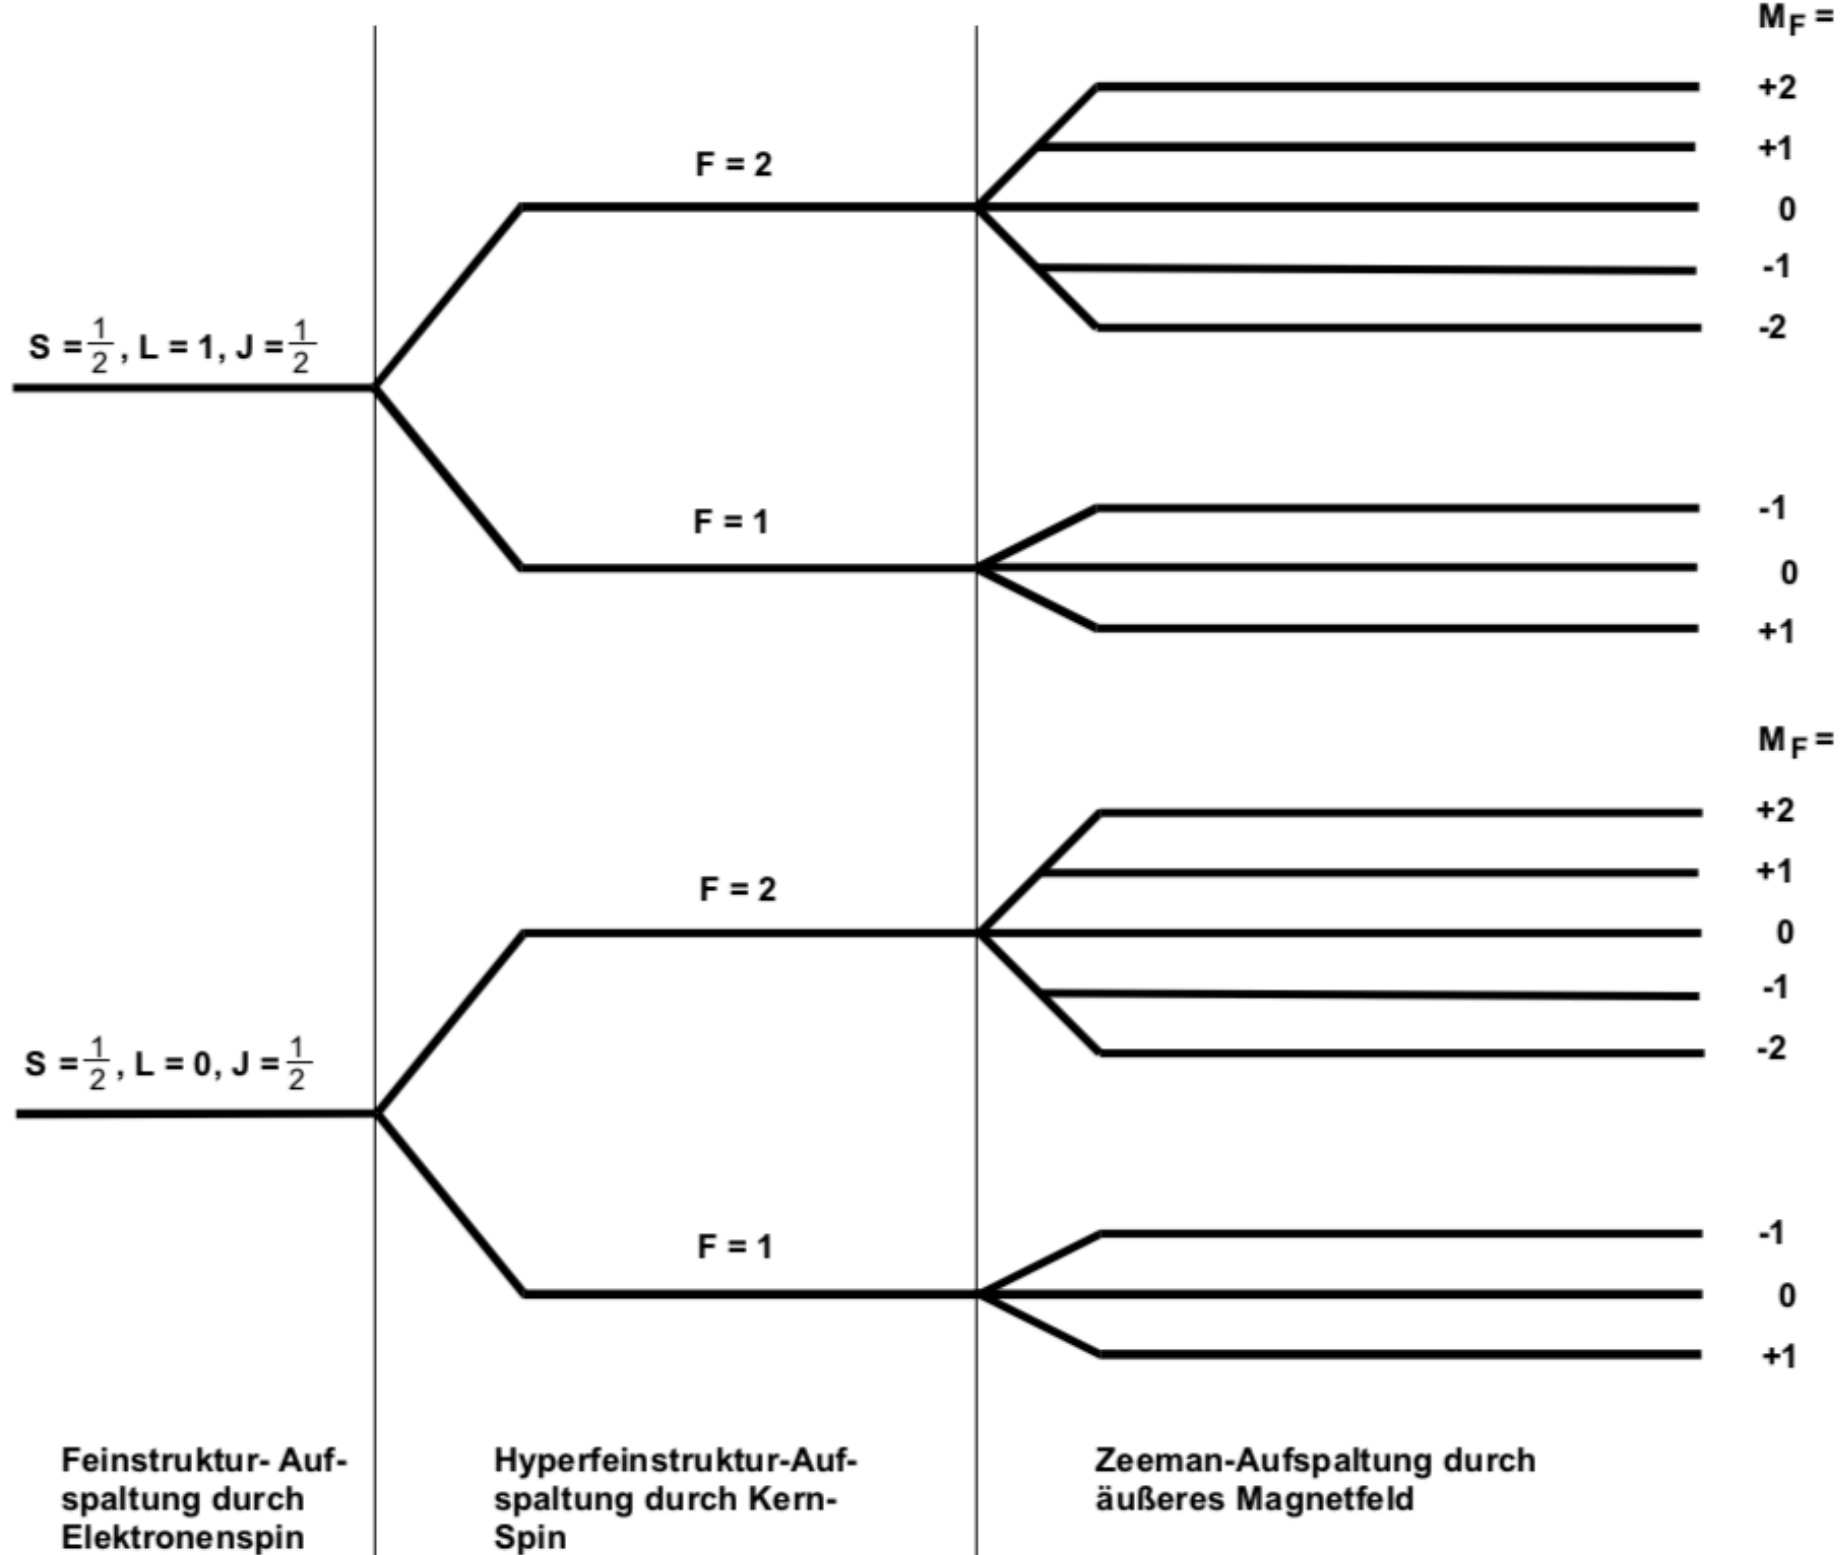 M_F =
+2
+1
F = 2
0
-1
S = 1/2, L = 1, J = 1/2
-2
F = 1
-1
0
+1
M_F =
+2
+1
F = 2
0
-1
S = 1/2, L = 0, J = 1/2
-2
F = 1
-1
0
+1
Feinstruktur- Auf-
spaltung durch
Elektronenspin
Hyperfeinstruktur-Auf-
spaltung durch Kern-
Spin
Zeeman-Aufspaltung durch
äußeres Magnetfeld